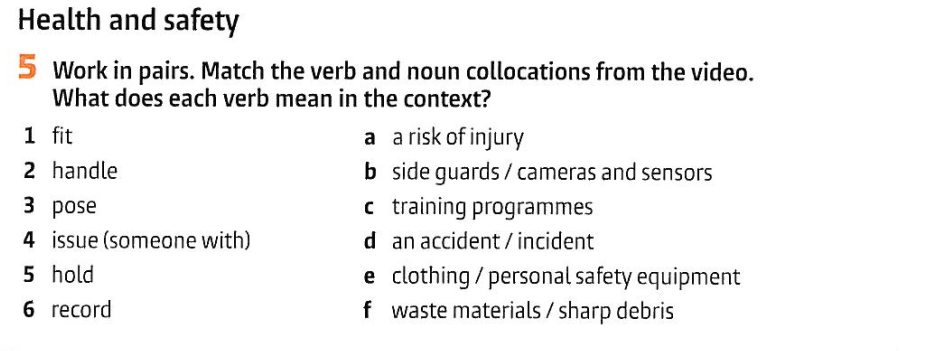 Health and safety
5 Work in pairs. Match the verb and noun collocations from the video.
What does each verb mean in the context?
1 fit a a risk of injury
2 handle b side guards / cameras and sensors
3 pose c training programmes
4 issue (someone with) d an accident / incident
5 hold e clothing / personal safety equipment
6 record f waste materials / sharp debris